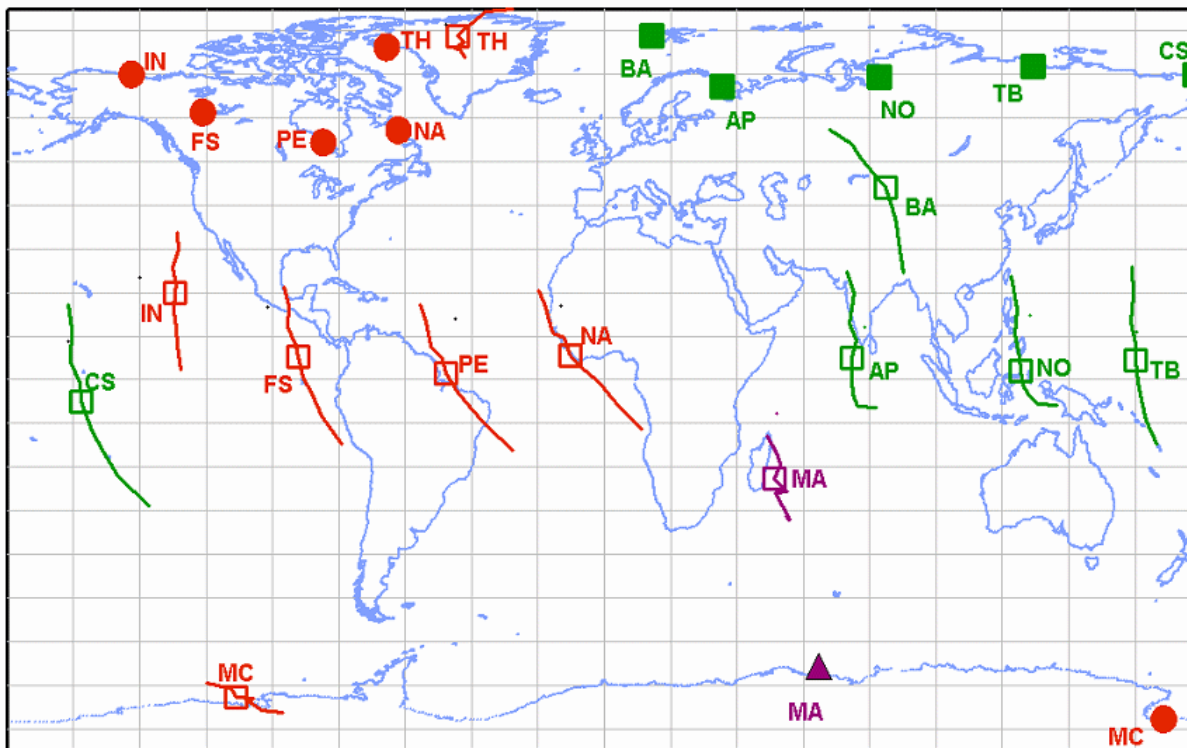 TH
TH
CS
IN
BA
TB
NO
AP
FS
PE
NA
BA
IN
NA
PE
AP
NO
TB
CS
FS
MA
MC
MA
MC